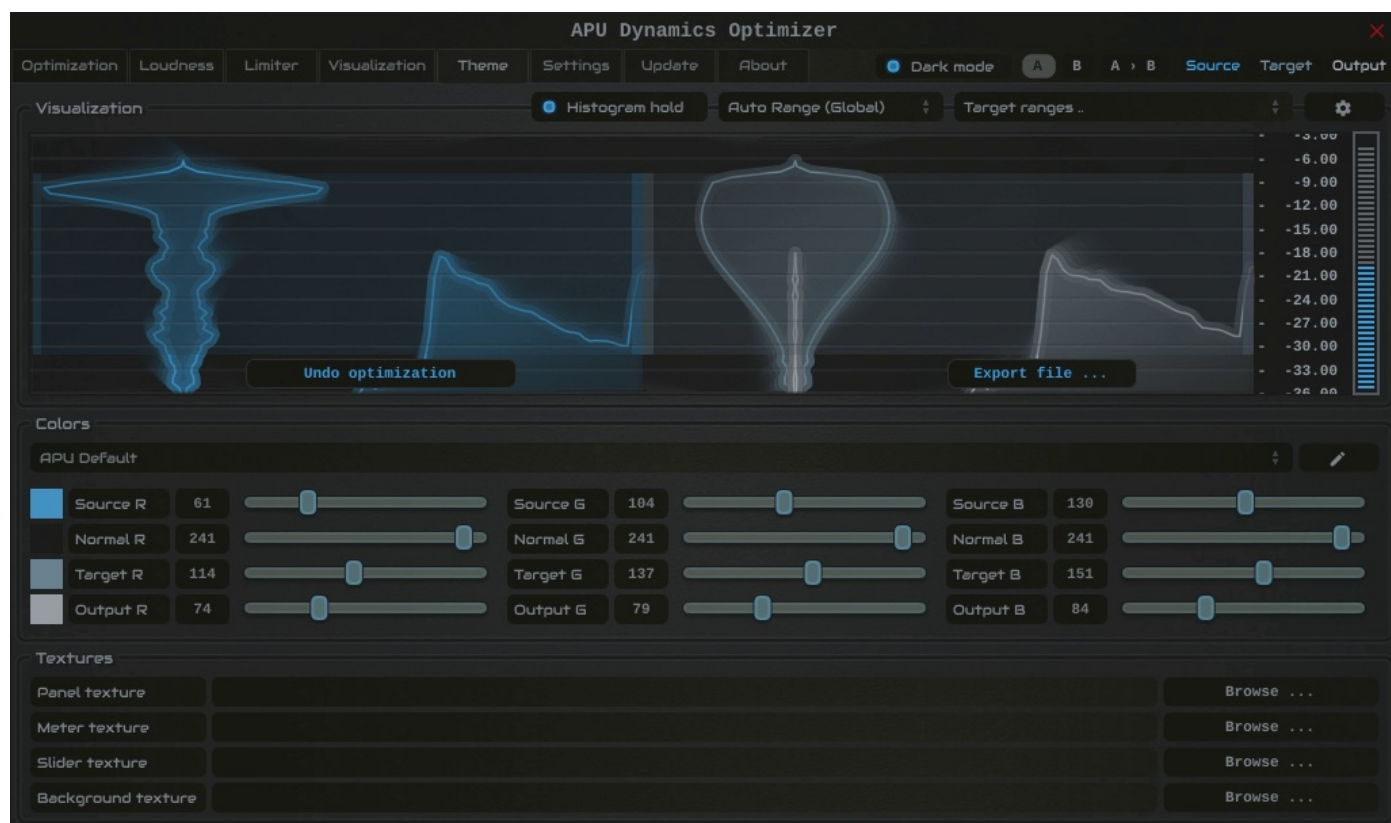 APU Dynamics Optimizer
Optimization Loudness Limiter Visualization Theme Settings Update About Dark mode A B A › B Source Target Output
Visualization Histogram hold Auto Range (Global) Target ranges ..
-3.00
-6.00
-9.00
-12.00
-15.00
-18.00
-21.00
-24.00
-27.00
-30.00
-33.00
Undo optimization Export file ...
Colors
APU Default
Source R 61 Source G 104 Source B 130
Normal R 241 Normal G 241 Normal B 241
Target R 114 Target G 137 Target B 151
Output R 74 Output G 79 Output B 84
Textures
Panel texture Browse ...
Meter texture Browse ...
Slider texture Browse ...
Background texture Browse ...